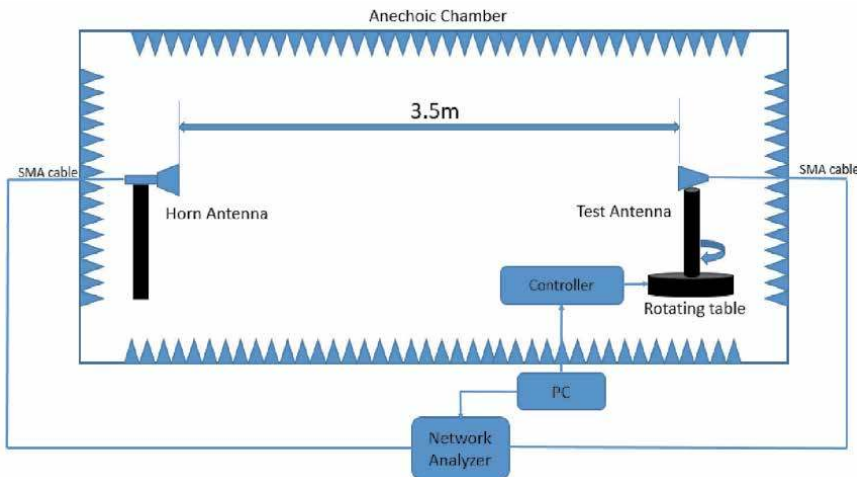 Anechoic Chamber
3.5m
SMA cable
SMA cable
Horn Antenna
Test Antenna
Controller
Rotating table
PC
Network
Analyzer